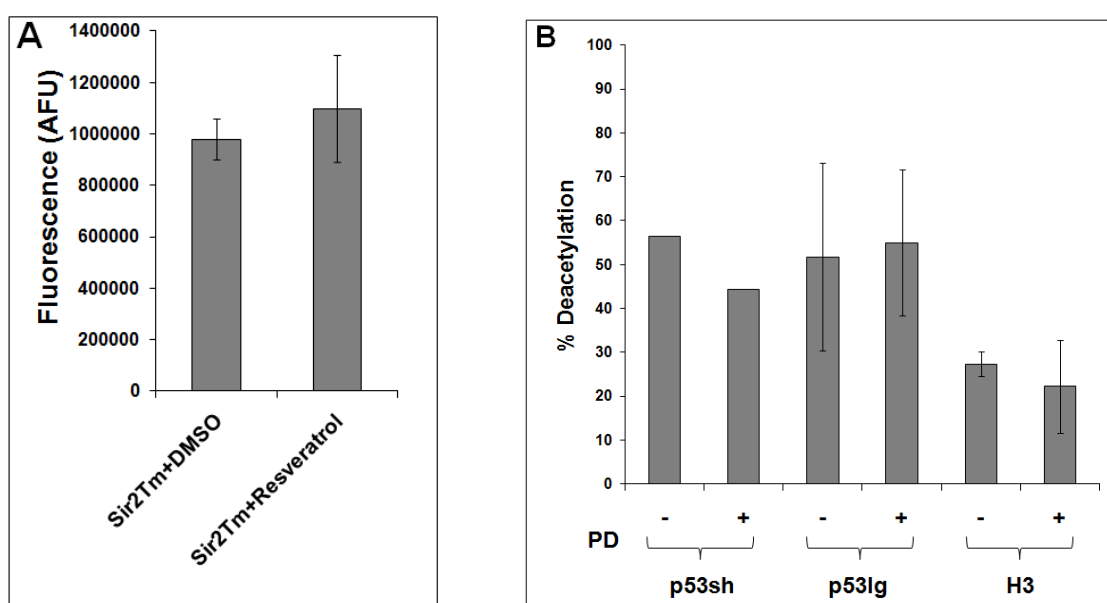 A
Fluorescence (AFU)
1400000
1200000
1000000
800000
600000
400000
200000
0
Sir2Tm+DMSO
Sir2Tm+Resveratrol
B
% Deacetylation
100
90
80
70
60
50
40
30
20
10
0
- + - + - +
PD
p53sh p53lg H3